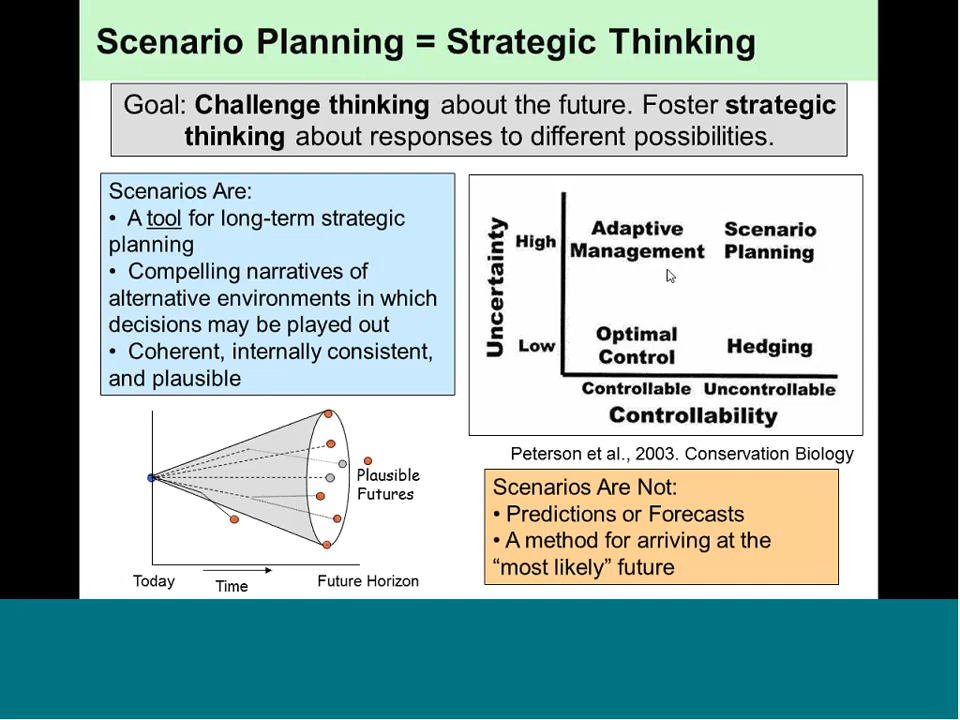 Scenario Planning = Strategic Thinking
Goal: Challenge thinking about the future. Foster strategic
thinking about responses to different possibilities.
Scenarios Are:
• A tool for long-term strategic
planning
• Compelling narratives of
alternative environments in which
decisions may be played out
• Coherent, internally consistent,
and plausible
Uncertainty
High
Low
Adaptive
Management
Scenario
Planning
Optimal
Control
Hedging
Controllable Uncontrollable
Controllability
Peterson et al., 2003. Conservation Biology
Plausible
Futures
Today
Time
Future Horizon
Scenarios Are Not:
• Predictions or Forecasts
• A method for arriving at the
“most likely” future